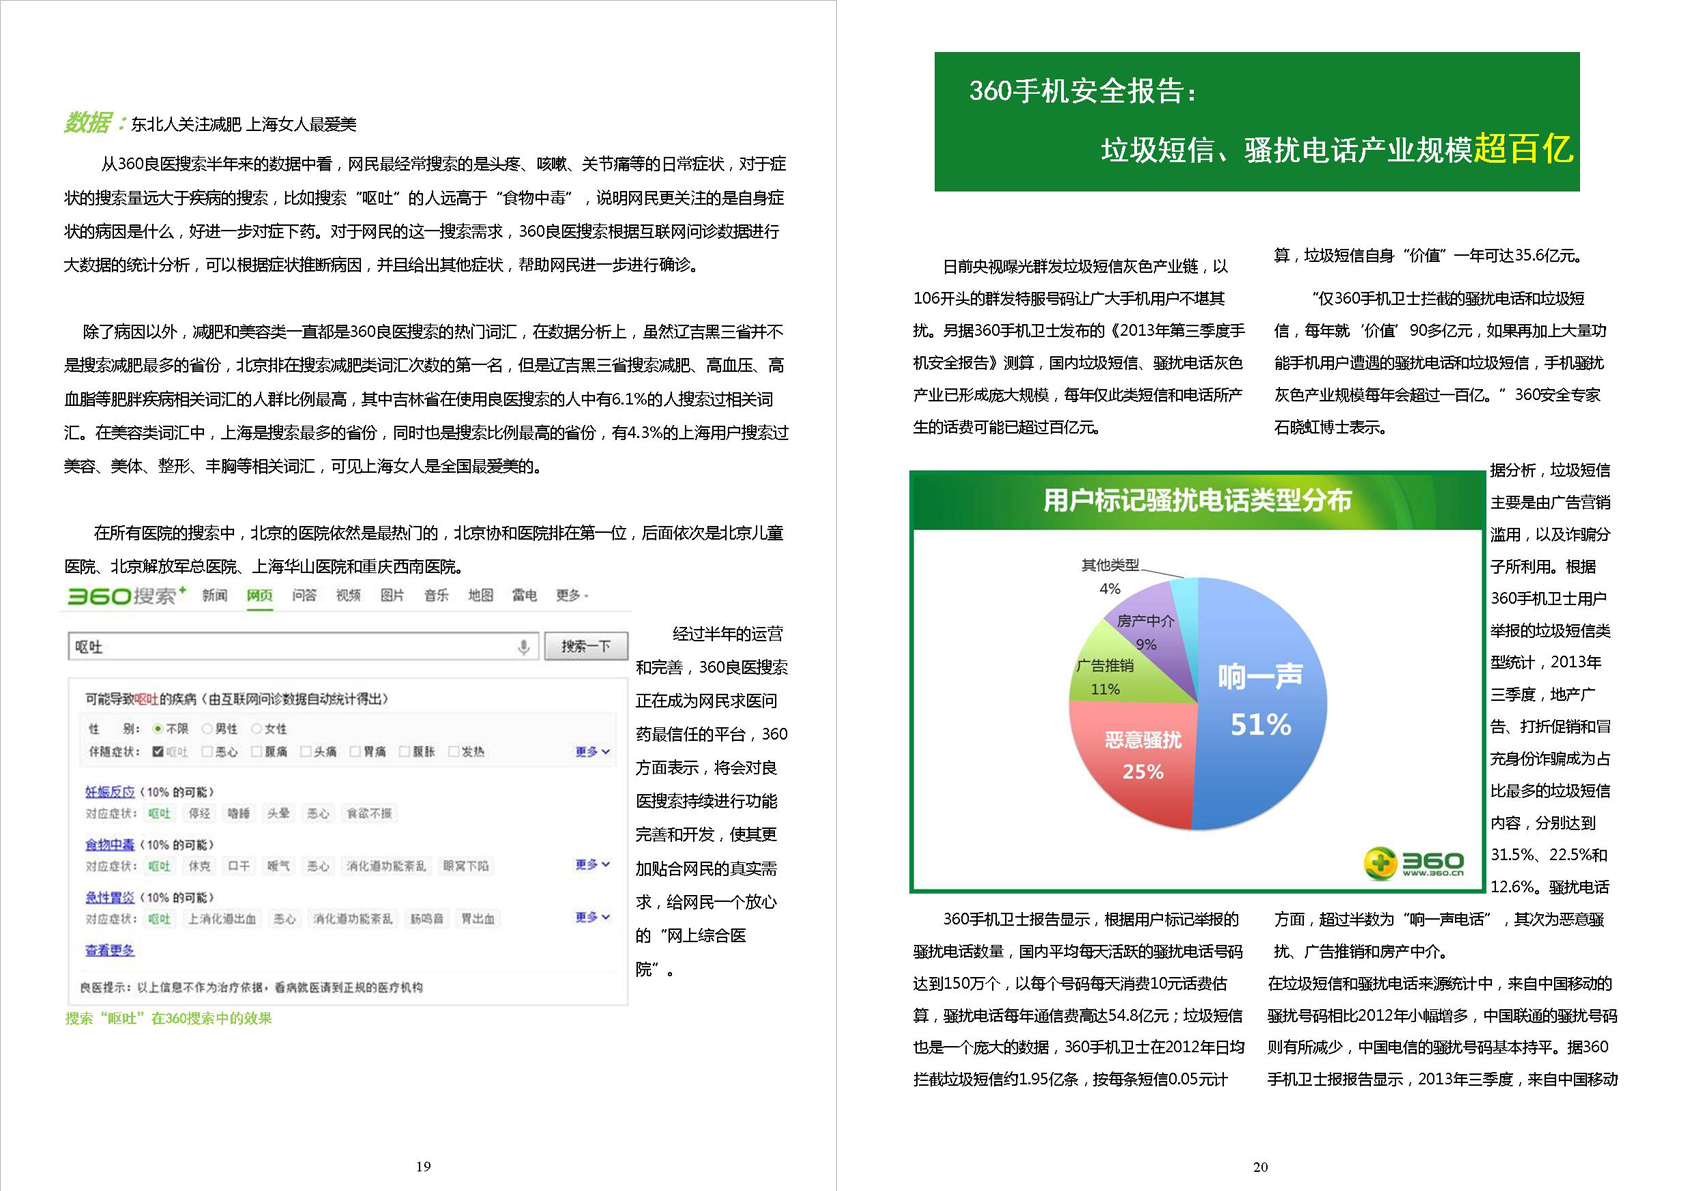 数据：东北人关注减肥 上海女人最爱美
从360良医搜索半年来的数据中看，网民最经常搜索的是头疼、咳嗽、关节痛等的日常症状，对于症
状的搜索量远大于疾病的搜索，比如搜索“呕吐”的人远高于“食物中毒”，说明网民更关注的是自身症
状的病因是什么，好进一步对症下药。对于网民的这一搜索需求，360良医搜索根据互联网问诊数据进行
大数据的统计分析，可以根据症状推断病因，并且给出其他症状，帮助网民进一步进行确诊。
除了病因以外，减肥和美容类一直都是360良医搜索的热门词汇，在数据分析上，虽然辽吉黑三省并不
是搜索减肥最多的省份，北京排在搜索减肥类词汇次数的第一名，但是辽吉黑三省搜索减肥、高血压、高
血脂等肥胖疾病相关词汇的人群比例最高，其中吉林省在使用良医搜索的人中有6.1%的人搜索过相关词
汇。在美容类词汇中，上海是搜索最多的省份，同时也是搜索比例最高的省份，有4.3%的上海用户搜索过
美容、美体、整形、丰胸等相关词汇，可见上海女人是全国最爱美的。
在所有医院的搜索中，北京的医院依然是最热门的，北京协和医院排在第一位，后面依次是北京儿童
医院、北京解放军总医院、上海华山医院和重庆西南医院。
360搜索+ 新闻 网页 问答 视频 图片 音乐 地图 雷电 更多
呕吐 搜索一下
可能导致呕吐的疾病（由互联网问诊数据自动统计得出）
性 别： 不限 男性 女性
伴随症状： 呕吐 恶心 腹痛 头痛 胃痛 腹胀 发热 更多
妊娠反应（10% 的可能）
对应症状： 呕吐 停经 嗜睡 头晕 恶心 食欲不振
食物中毒（10% 的可能）
对应症状： 呕吐 休克 口干 嗳气 恶心 消化道功能紊乱 眼窝下陷 更多
急性胃炎（10% 的可能）
对应症状： 呕吐 上消化道出血 恶心 消化道功能紊乱 肠鸣音 胃出血 更多
查看更多
良医提示：以上信息不作为治疗依据，看病就医请到正规的医疗机构
搜索“呕吐”在360搜索中的效果
经过半年的运营
和完善，360良医搜索
正在成为网民求医问
药最信任的平台，360
方面表示，将会对良
医搜索持续进行功能
完善和开发，使其更
加贴合网民的真实需
求，给网民一个放心
的“网上综合医
院”。
19
360手机安全报告：
垃圾短信、骚扰电话产业规模超百亿
日前央视曝光群发垃圾短信灰色产业链，以
106开头的群发特服号码让广大手机用户不堪其
扰。另据360手机卫士发布的《2013年第三季度手
机安全报告》测算，国内垃圾短信、骚扰电话灰色
产业已形成庞大规模，每年仅此类短信和电话所产
生的话费可能已超过百亿元。
用户标记骚扰电话类型分布
其他类型
4%
房产中介
9%
广告推销
11%
响一声
51%
恶意骚扰
25%
360
www.360.cn
360手机卫士报告显示，根据用户标记举报的
骚扰电话数量，国内平均每天活跃的骚扰电话号码
达到150万个，以每个号码每天消费10元话费估
算，骚扰电话每年通信费高达54.8亿元；垃圾短信
也是一个庞大的数据，360手机卫士在2012年日均
拦截垃圾短信约1.95亿条，按每条短信0.05元计
算，垃圾短信自身“价值”一年可达35.6亿元。
“仅360手机卫士拦截的骚扰电话和垃圾短
信，每年就‘价值’90多亿元，如果再加上大量功
能手机用户遭遇的骚扰电话和垃圾短信，手机骚扰
灰色产业规模每年会超过一百亿。“ 360安全专家
石晓虹博士表示。
据分析，垃圾短信
主要是由广告营销
滥用，以及诈骗分
子所利用。根据
360手机卫士用户
举报的垃圾短信类
型统计，2013年
三季度，地产广
告、打折促销和冒
充身份诈骗成为占
比最多的垃圾短信
内容，分别达到
31.5%、22.5%和
12.6%。骚扰电话
方面，超过半数为“响一声电话”，其次为恶意骚
扰、广告推销和房产中介。
在垃圾短信和骚扰电话来源统计中，来自中国移动的
骚扰号码相比2012年小幅增多，中国联通的骚扰号码
则有所减少，中国电信的骚扰号码基本持平。据360
手机卫士报报告显示，2013年三季度，来自中国移动
20